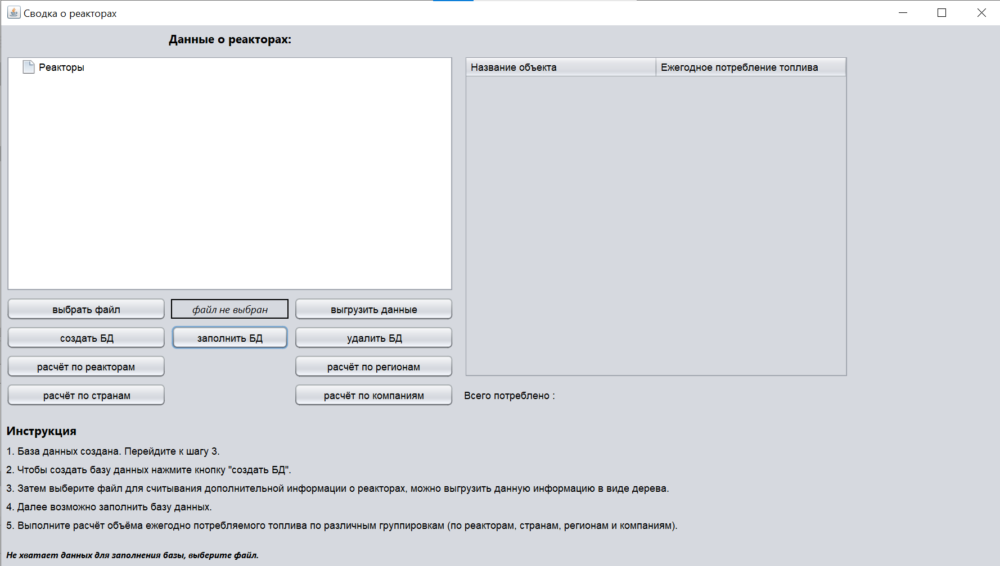 Сводка о реакторах
Данные о реакторах:
Реакторы
Название объекта Ежегодное потребление топлива
выбрать файл файл не выбран выгрузить данные
создать БД заполнить БД удалить БД
расчёт по реакторам расчёт по регионам
расчёт по странам расчёт по компаниям Всего потреблено :
Инструкция
1. База данных создана. Перейдите к шагу 3.
2. Чтобы создать базу данных нажмите кнопку "создать БД".
3. Затем выберите файл для считывания дополнительной информации о реакторах, можно выгрузить данную информацию в виде дерева.
4. Далее возможно заполнить базу данных.
5. Выполните расчёт объёма ежегодно потребляемого топлива по различным группировкам (по реакторам, странам, регионам и компаниям).
Не хватает данных для заполнения базы, выберите файл.